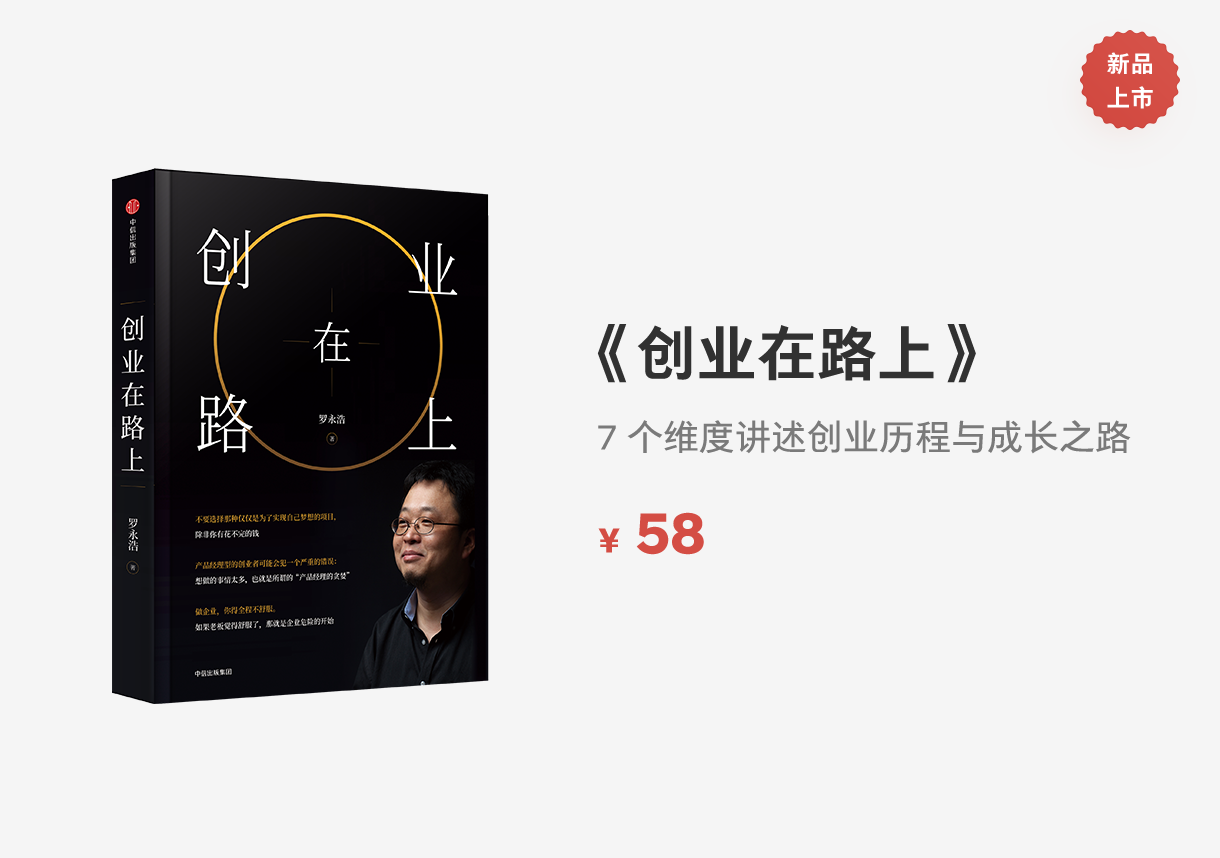 新品
上市
中信出版集团
创业在路上
罗永浩
著
创
业
在
路
上
罗永浩
著
不要选择那种仅仅是为了实现自己梦想的项目,
除非你有花不完的钱
产品经理型的创业者可能会犯一个严重的错误:
想做的事情太多,也就是所谓的“产品经理的贪婪”
做企业,你得全程不舒服。
如果老板觉得舒服了,那就是企业危险的开始
中信出版集团
《创业在路上》
7 个维度讲述创业历程与成长之路
¥ 58